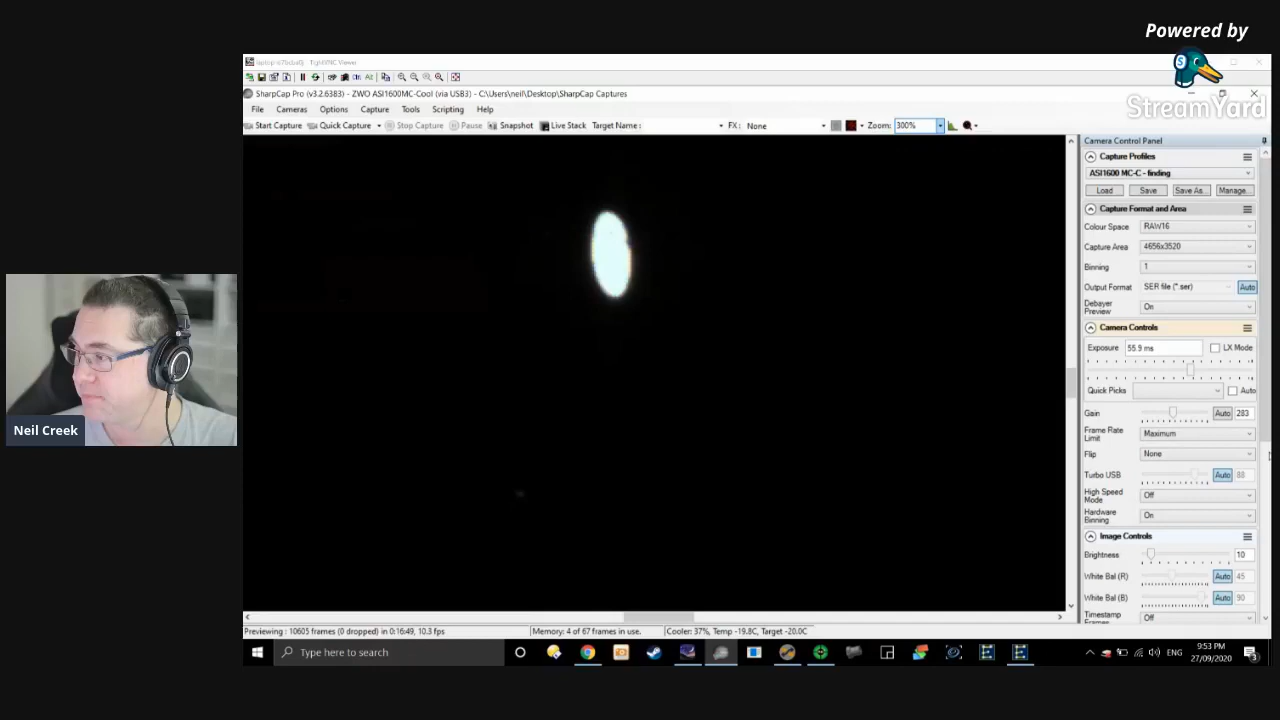 Powered by
S
StreamYard
TightVNC Viewer
SharpCap Pro (v3.2.6383) - ZWO ASI1600MC-Cool (via USB3) - C:\Users\neil\Desktop\SharpCap Captures
File Cameras Options Capture Tools Scripting Help
Start Capture Quick Capture Stop Capture Pause Snapshot Live Stack Target Name: FX: None Zoom: 300%
Camera Control Panel
Capture Profiles
ASI1600 MC-C - finding
Load Save Save As... Manage...
Capture Format and Area
Colour Space RAW16
Capture Area 4656x3520
Binning 1
Output Format SER file (*.ser) Auto
Debayer Preview On
Camera Controls
Exposure 55.9 ms LX Mode
Quick Picks Auto
Gain Auto 283
Frame Rate Limit Maximum
Flip None
Turbo USB Auto 88
High Speed Mode Off
Hardware Binning On
Image Controls
Brightness 10
White Bal (R) Auto 45
White Bal (B) Auto 90
Timestamp Frames Off
Neil Creek
Previewing : 10605 frames (0 dropped) in 0:16:49, 10.3 fps Memory: 4 of 67 frames in use. Cooler: 37%, Temp -19.8C, Target -20.0C
Type here to search
ENG
9:53 PM
27/09/2020
3